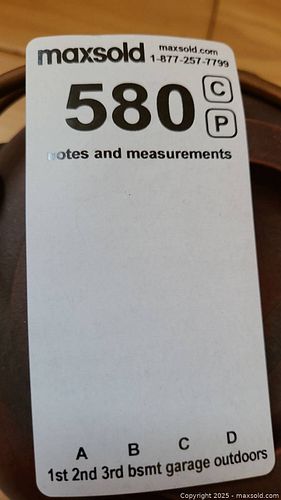 maxsold maxsold.com
1-877-257-7799
580 C
P
notes and measurements
A B C D
1st 2nd 3rd bsmt garage outdoors
Copyright 2025 - maxsold.com